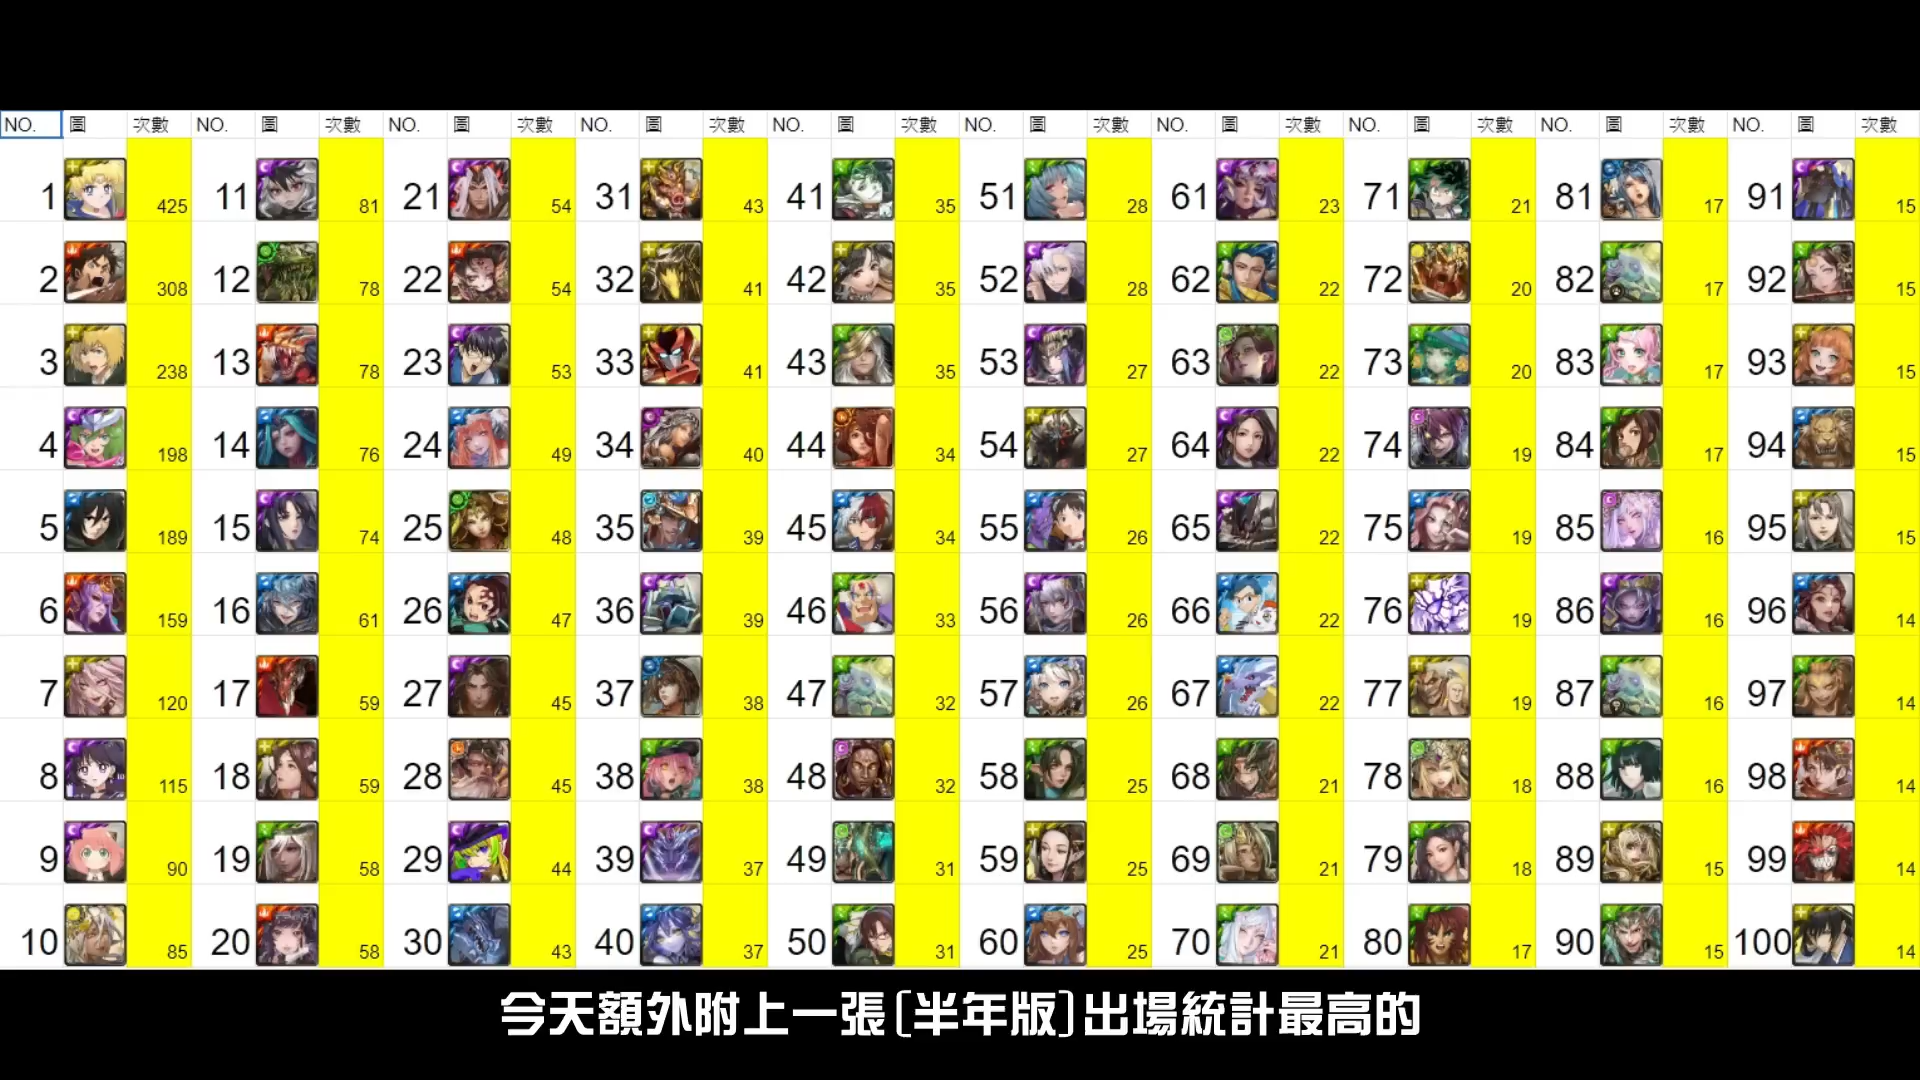 NO. 圖 次數 NO. 圖 次數 NO. 圖 次數 NO. 圖 次數 NO. 圖 次數 NO. 圖 次數 NO. 圖 次數 NO. 圖 次數 NO. 圖 次數 NO. 圖 次數
1 425 11 81 21 54 31 43 41 35 51 28 61 23 71 21 81 17 91 15
2 308 12 78 22 54 32 41 42 35 52 28 62 22 72 20 82 17 92 15
3 238 13 78 23 53 33 41 43 35 53 27 63 22 73 20 83 17 93 15
4 198 14 76 24 49 34 40 44 34 54 27 64 22 74 19 84 17 94 15
5 189 15 74 25 48 35 39 45 34 55 26 65 22 75 19 85 16 95 15
6 159 16 61 26 47 36 39 46 33 56 26 66 22 76 19 86 16 96 14
7 120 17 59 27 45 37 38 47 32 57 26 67 22 77 19 87 16 97 14
8 115 18 59 28 45 38 38 48 32 58 25 68 21 78 18 88 16 98 14
9 90 19 58 29 44 39 37 49 31 59 25 69 21 79 18 89 15 99 14
10 85 20 58 30 43 40 37 50 31 60 25 70 21 80 17 90 15 100 14
今天額外附上一張[半年版]出場統計最高的